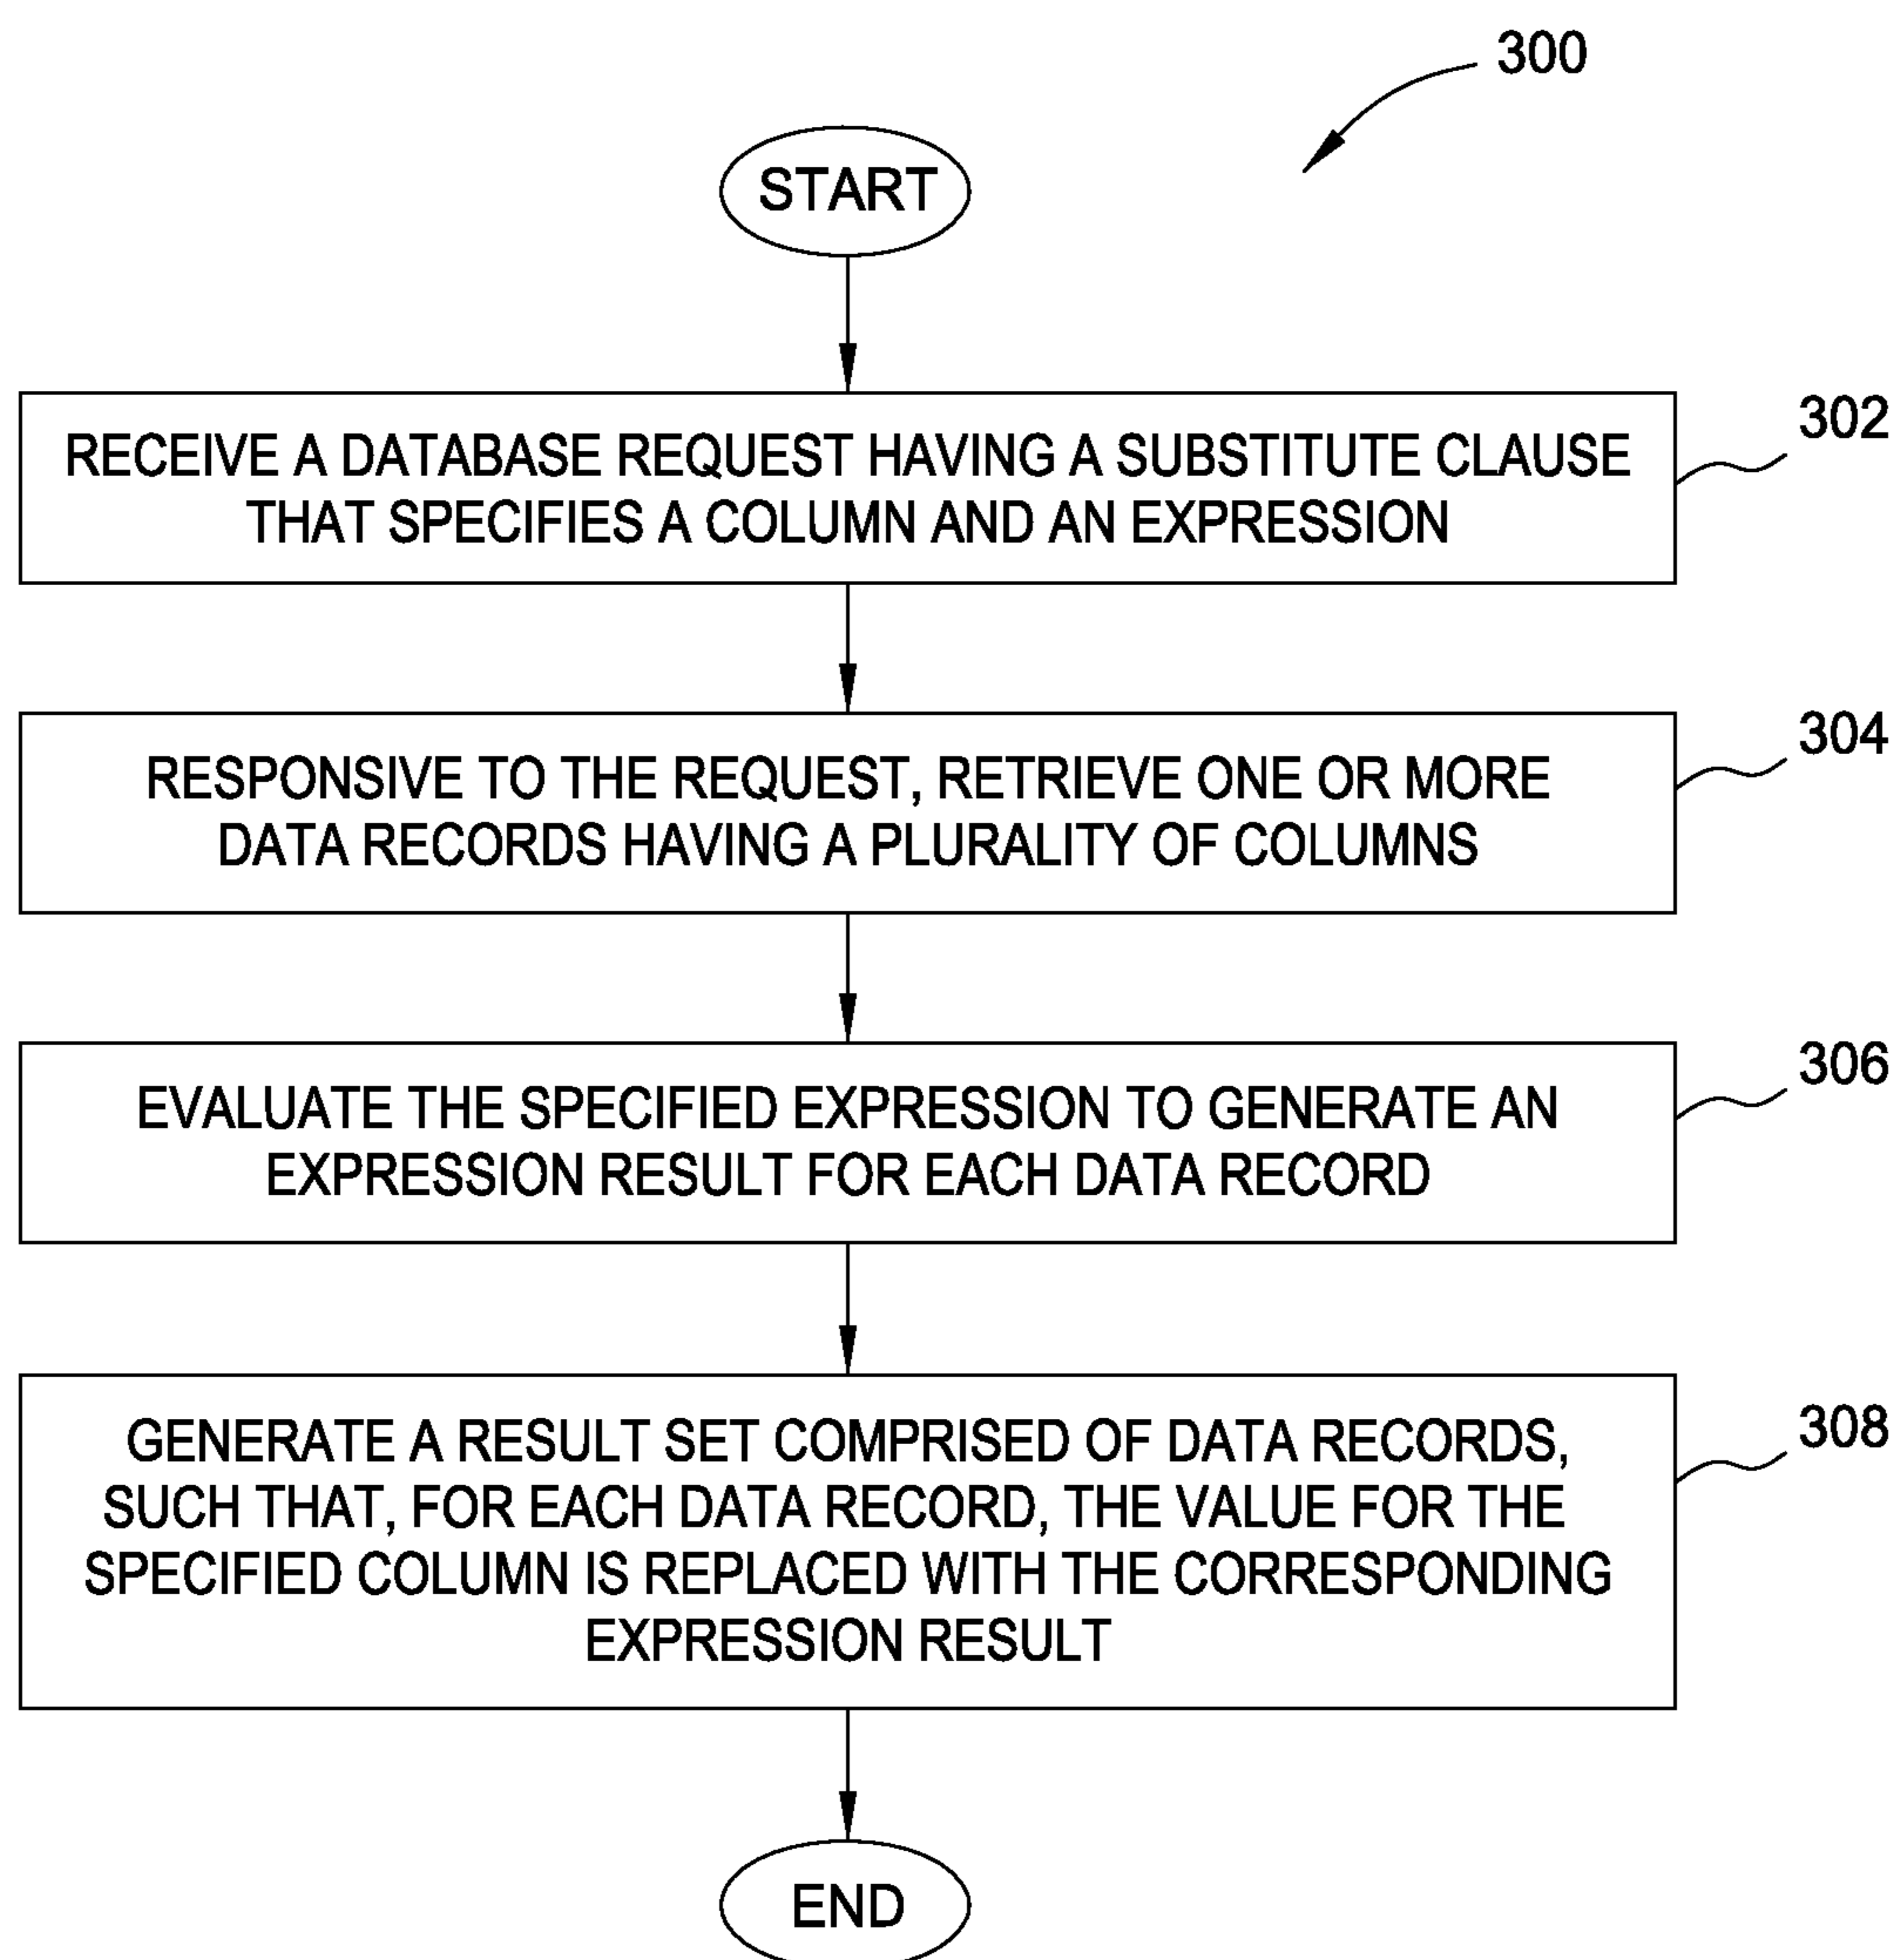 300
START
RECEIVE A DATABASE REQUEST HAVING A SUBSTITUTE CLAUSE
THAT SPECIFIES A COLUMN AND AN EXPRESSION
302
RESPONSIVE TO THE REQUEST, RETRIEVE ONE OR MORE
DATA RECORDS HAVING A PLURALITY OF COLUMNS
304
EVALUATE THE SPECIFIED EXPRESSION TO GENERATE AN
EXPRESSION RESULT FOR EACH DATA RECORD
306
GENERATE A RESULT SET COMPRISED OF DATA RECORDS,
SUCH THAT, FOR EACH DATA RECORD, THE VALUE FOR THE
SPECIFIED COLUMN IS REPLACED WITH THE CORRESPONDING
EXPRESSION RESULT
308
END